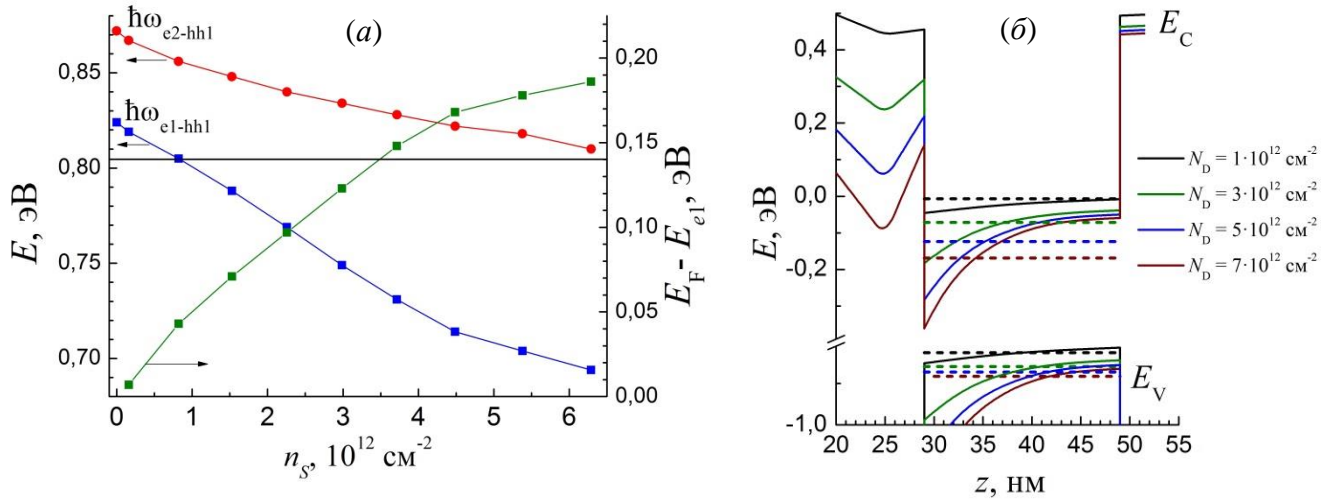 (а)
ħω e2-hh1
ħω e1-hh1
0,85
0,80
0,75
0,70
E, эВ
0,20
0,15
0,10
0,05
0,00
E_F - E_e1, эВ
0 1 2 3 4 5 6
n_S, 10^12 см^-2
(б)
E_C
0,4
0,2
0,0
-0,2
-1,0
E, эВ
N_D = 1·10^12 см^-2
N_D = 3·10^12 см^-2
N_D = 5·10^12 см^-2
N_D = 7·10^12 см^-2
E_V
20 25 30 35 40 45 50 55
z, нм